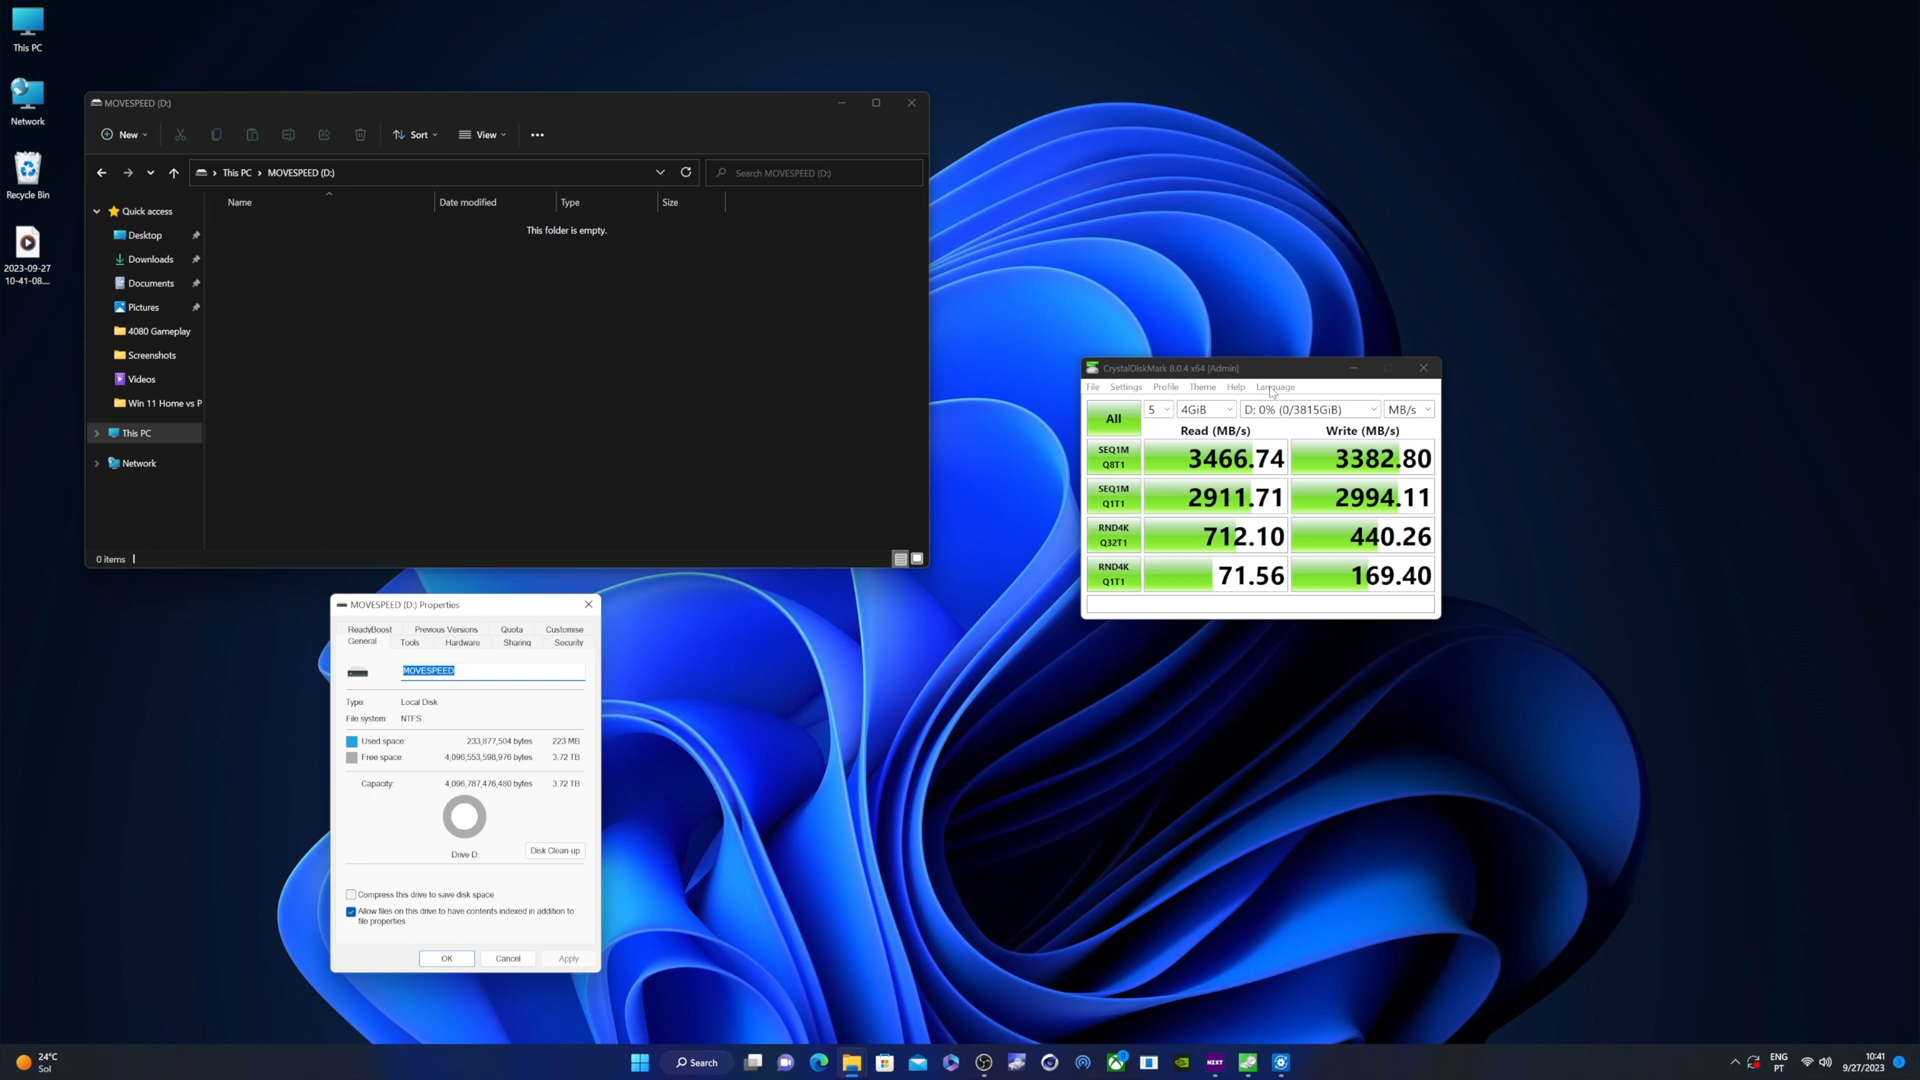 This PC
Network
Recycle Bin
2023-09-27
10-41-08....
MOVESPEED (D:)
New
Sort
View
This PC
MOVESPEED (D:)
Search MOVESPEED (D:)
Name
Date modified
Type
Size
This folder is empty.
Quick access
Desktop
Downloads
Documents
Pictures
4080 Gameplay
Screenshots
Videos
Win 11 Home vs P
This PC
Network
0 items
MOVESPEED (D:) Properties
ReadyBoost
Previous Versions
Quota
Customise
General
Tools
Hardware
Sharing
Security
MOVESPEED
Type: Local Disk
File system: NTFS
Used space: 233,877,504 bytes 223 MB
Free space: 4,096,553,598,976 bytes 3.72 TB
Capacity: 4,096,787,476,480 bytes 3.72 TB
Drive D:
Disk Clean-up
Compress this drive to save disk space
Allow files on this drive to have contents indexed in addition to
file properties
OK
Cancel
Apply
CrystalDiskMark 8.0.4 x64 [Admin]
File Settings Profile Theme Help Language
All
5
4GiB
D: 0% (0/3815GiB)
MB/s
Read (MB/s)
Write (MB/s)
SEQ1M
Q8T1
3466.74
3382.80
SEQ1M
Q1T1
2911.71
2994.11
RND4K
Q32T1
712.10
440.26
RND4K
Q1T1
71.56
169.40
24°C
Sol
Search
NZXT
ENG
PT
10:41
9/27/2023